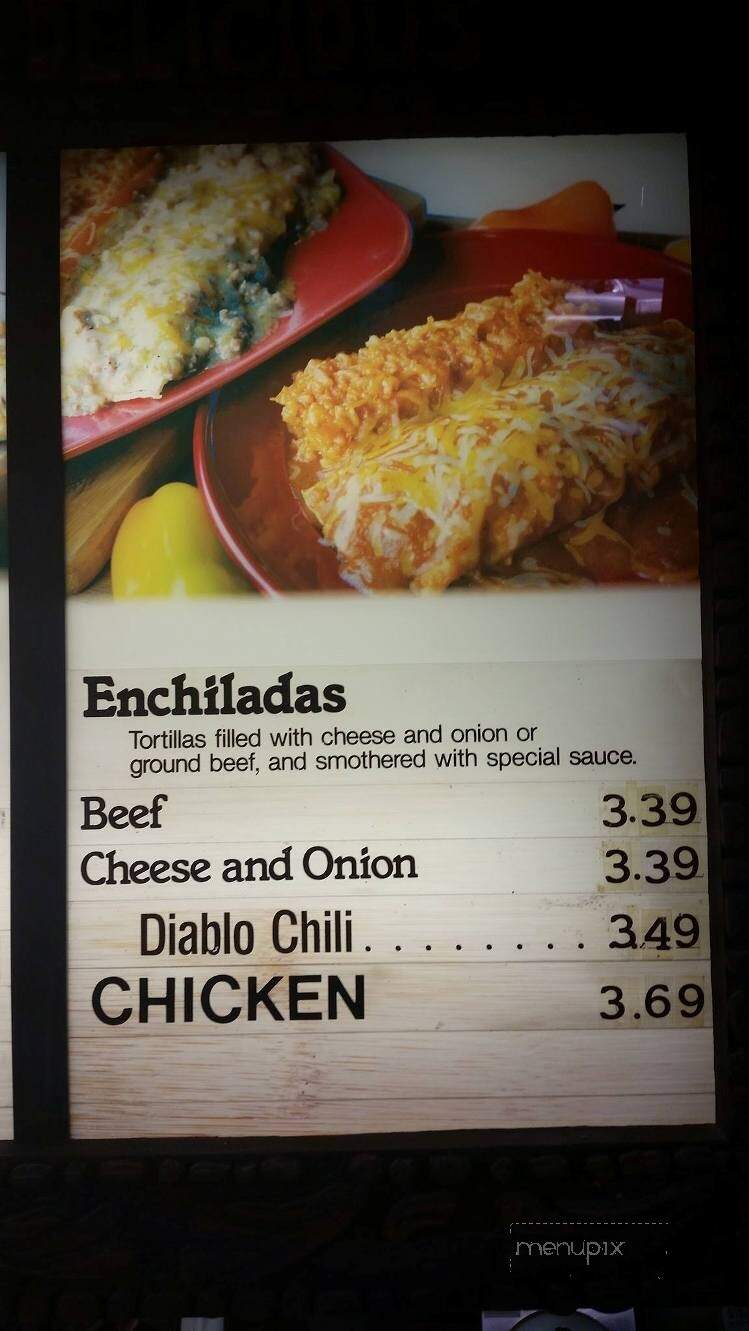 DELICIOUS
Enchiladas
Tortillas filled with cheese and onion or
ground beef, and smothered with special sauce.
Beef 3.39
Cheese and Onion 3.39
Diablo Chili . . . . . . . . . 3.49
CHICKEN 3.69
menupix